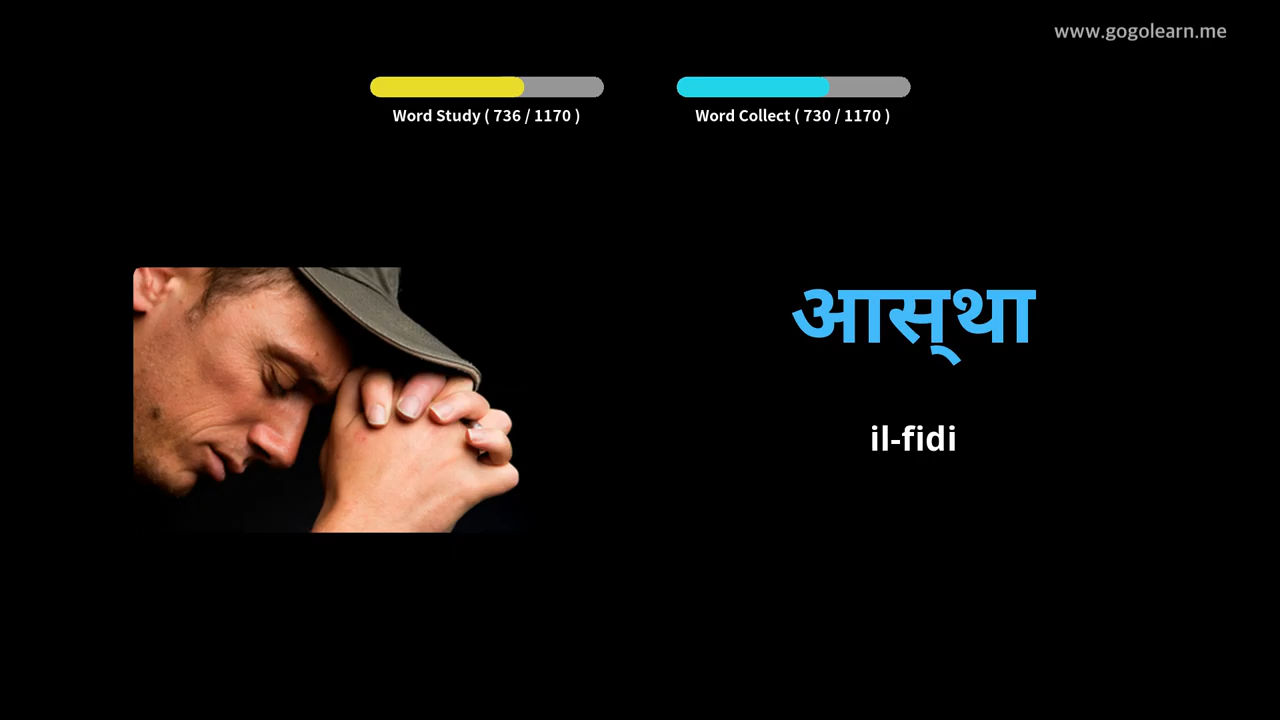 www.gogolearn.me
Word Study ( 736 / 1170 )
Word Collect ( 730 / 1170 )
आस्‌था
il-fidi